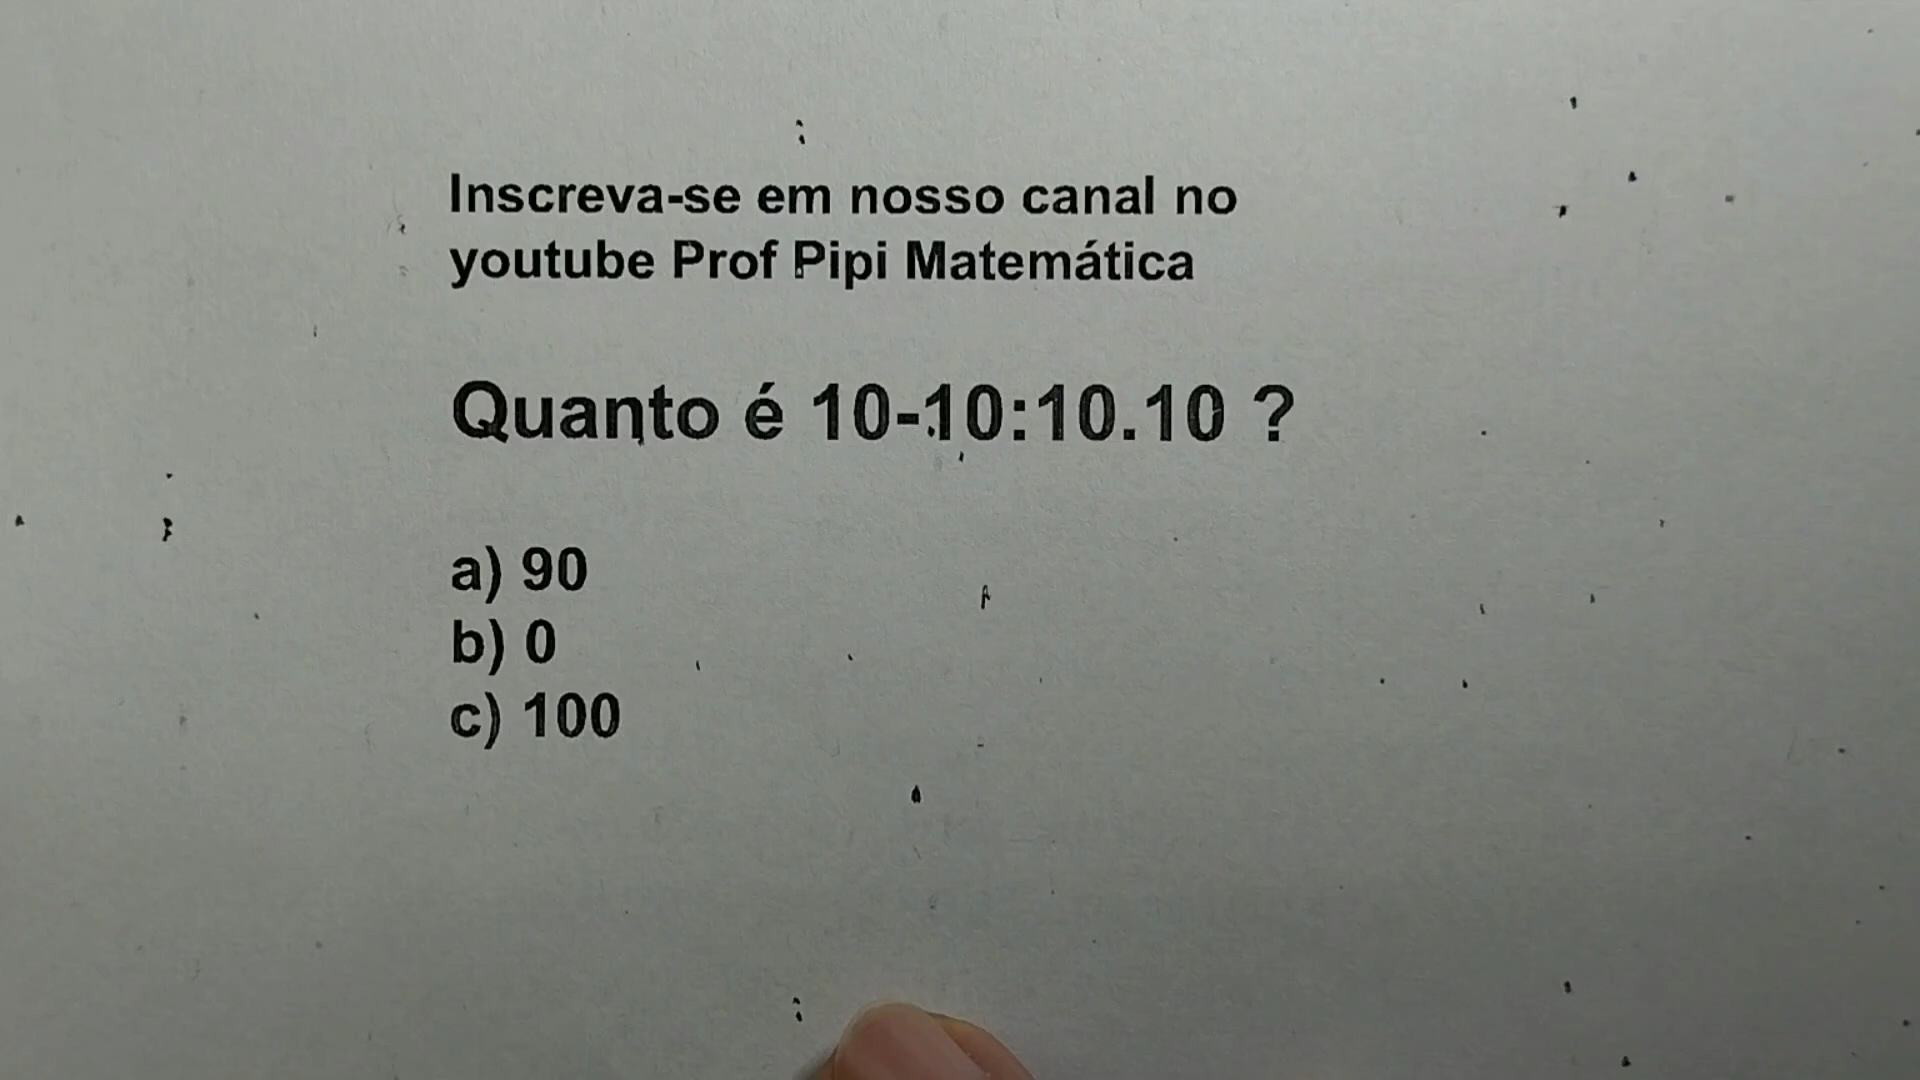 Inscreva-se em nosso canal no
youtube Prof Pipi Matemática
Quanto é 10-10:10.10 ?
a) 90
b) 0
c) 100